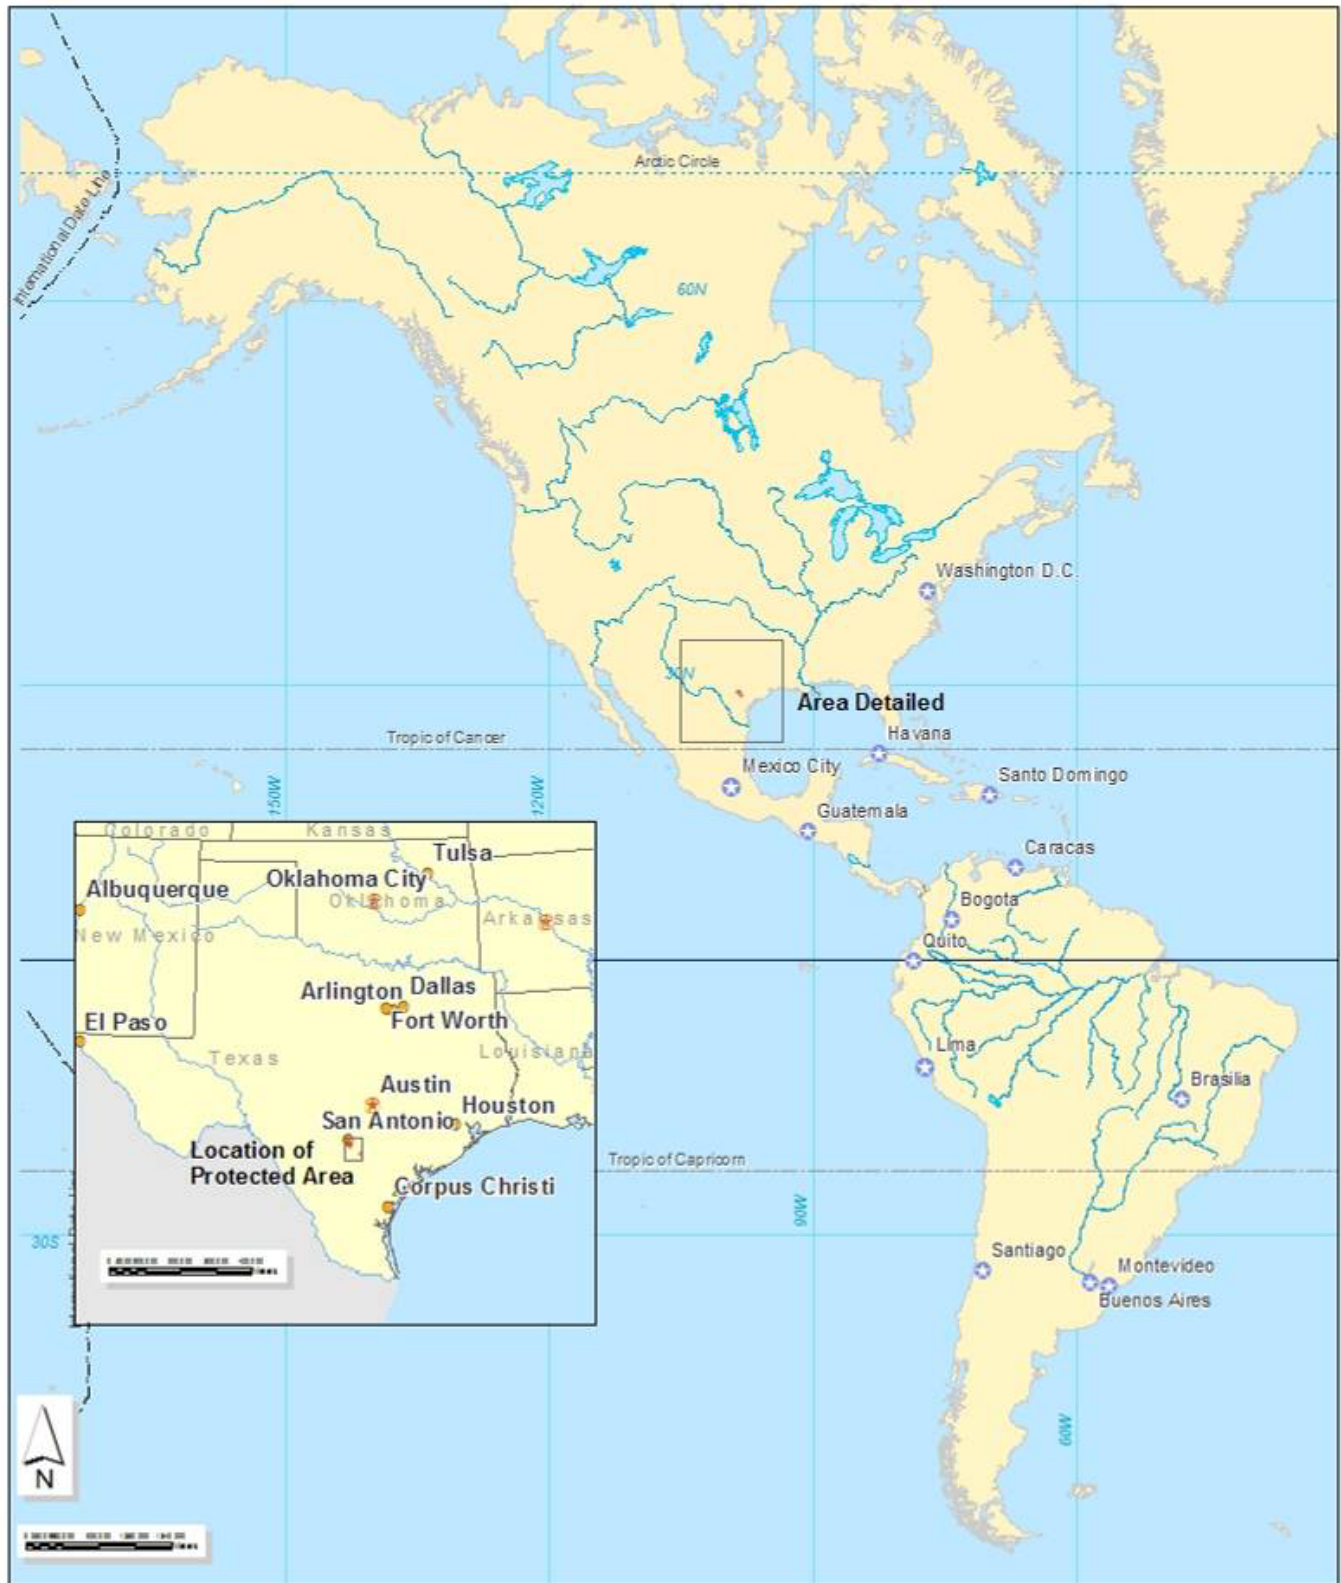 Arctic Circle
International Date Line
60N
Washington D.C.
30N
Area Detailed
Havana
Tropic of Cancer
Mexico City
Santo Domingo
150W
120W
Guatemala
Caracas
Bogota
Quito
Lima
Brasilia
Tropic of Capricorn
90W
30S
Santiago
Montevideo
Buenos Aires
60W
Colorado
Kansas
Tulsa
Albuquerque
Oklahoma City
Oklahoma
Arkansas
New Mexico
Arlington
Dallas
Fort Worth
El Paso
Texas
Louisiana
Austin
San Antonio
Houston
Location of
Protected Area
Corpus Christi
N